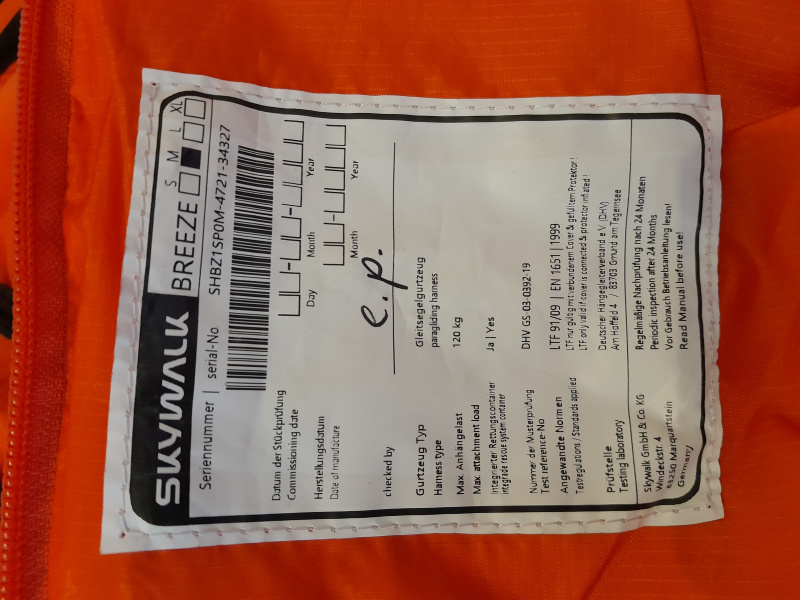 SKYWALK BREEZE S M L XL
Seriennummer | serial-No. SHBZ1SP0M-4721-34327
Datum der Stückprüfung
Commissioning date
Day Month Year
Herstellungsdatum
Date of manufacture
Month Year
checked by e.p.
Gurtzeug Typ Gleitsegelgurtzeug
Harness type paragliding harness
Max. Anhängelast 120 kg
Max. attachment load
integrierter Rettungscontainer Ja | Yes
integrade rescue system container
Nummer der Musterprüfung DHV GS-03-0392-19
Test reference-No
Angewandte Normen LTF 91/09 | EN 1651 | 1999
Testregulations / Standards applied LTF nur gültig mit verbundenem Cover & gefülltem Protektor!
LTF only valid if cover is connected & protector inflated!
Prüfstelle Deutscher Hängegleiterverband e.V. (DHV)
Testing laboratory Am Hoffeld 4 / 83703 Gmund am Tegernsee
Skywalk GmbH & Co. KG
Windeckstr. 4
83250 Marquartstein
Germany
Regelmäßige Nachprüfung nach 24 Monaten
Periodic inspection after 24 Months
Vor Gebrauch Betriebsanleitung lesen!
Read Manual before use!